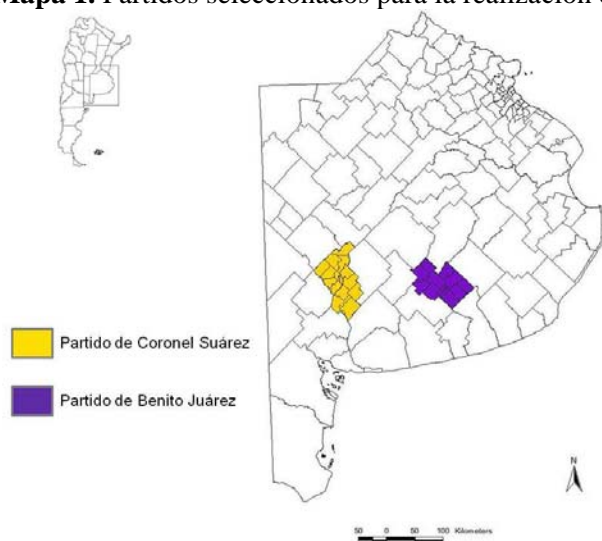 Mapa 1. Partidos seleccionados para la realización
Partido de Coronel Suárez
Partido de Benito Juárez
N
50 0 50 100 Kilometers